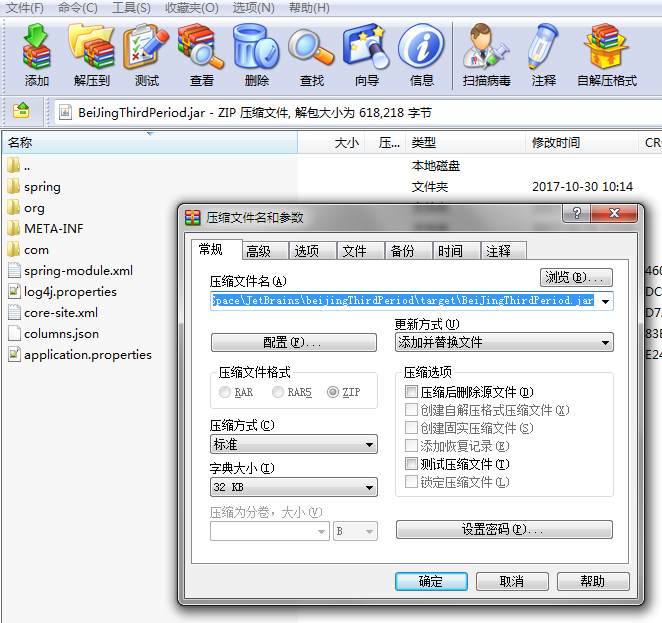 文件(F) 命令(C) 工具(S) 收藏夹(O) 选项(N) 帮助(H)
添加 解压到 测试 查看 删除 查找 向导 信息 扫描病毒 注释 自解压格式
BeiJingThirdPeriod.jar - ZIP 压缩文件, 解包大小为 618,218 字节
名称 大小 压... 类型 修改时间 CR
.. 本地磁盘
spring 文件夹 2017-10-30 10:14
org
META-INF
com
spring-module.xml 460
log4j.properties DC
core-site.xml D7
columns.json 83
application.properties E24
压缩文件名和参数
常规 高级 选项 文件 备份 时间 注释
压缩文件名(A) 浏览(B)...
pace\JetBrains\beijingThirdPeriod\target\BeiJingThirdPeriod.jar
更新方式(U)
配置(F)... 添加并替换文件
压缩文件格式 压缩选项
RAR RAR5 ZIP 压缩后删除源文件(D)
创建自解压格式压缩文件(X)
压缩方式(C) 创建固实压缩文件(S)
标准 添加恢复记录(E)
字典大小(I) 测试压缩文件(T)
32 KB 锁定压缩文件(L)
压缩为分卷，大小(V)
B 设置密码(P)...
确定 取消 帮助